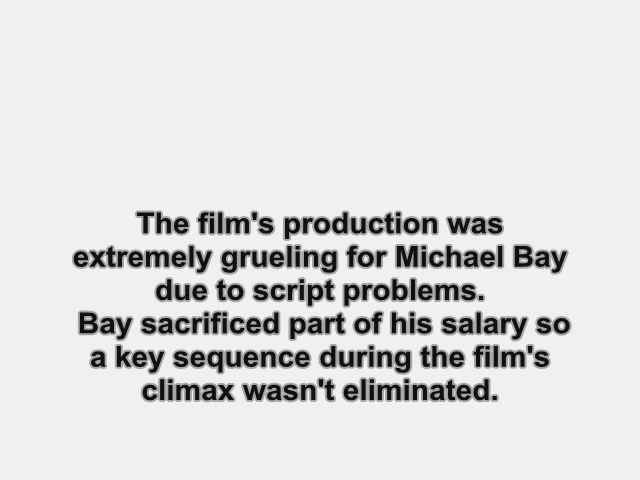 The film's production was
extremely grueling for Michael Bay
due to script problems.
Bay sacrificed part of his salary so
a key sequence during the film's
climax wasn't eliminated.